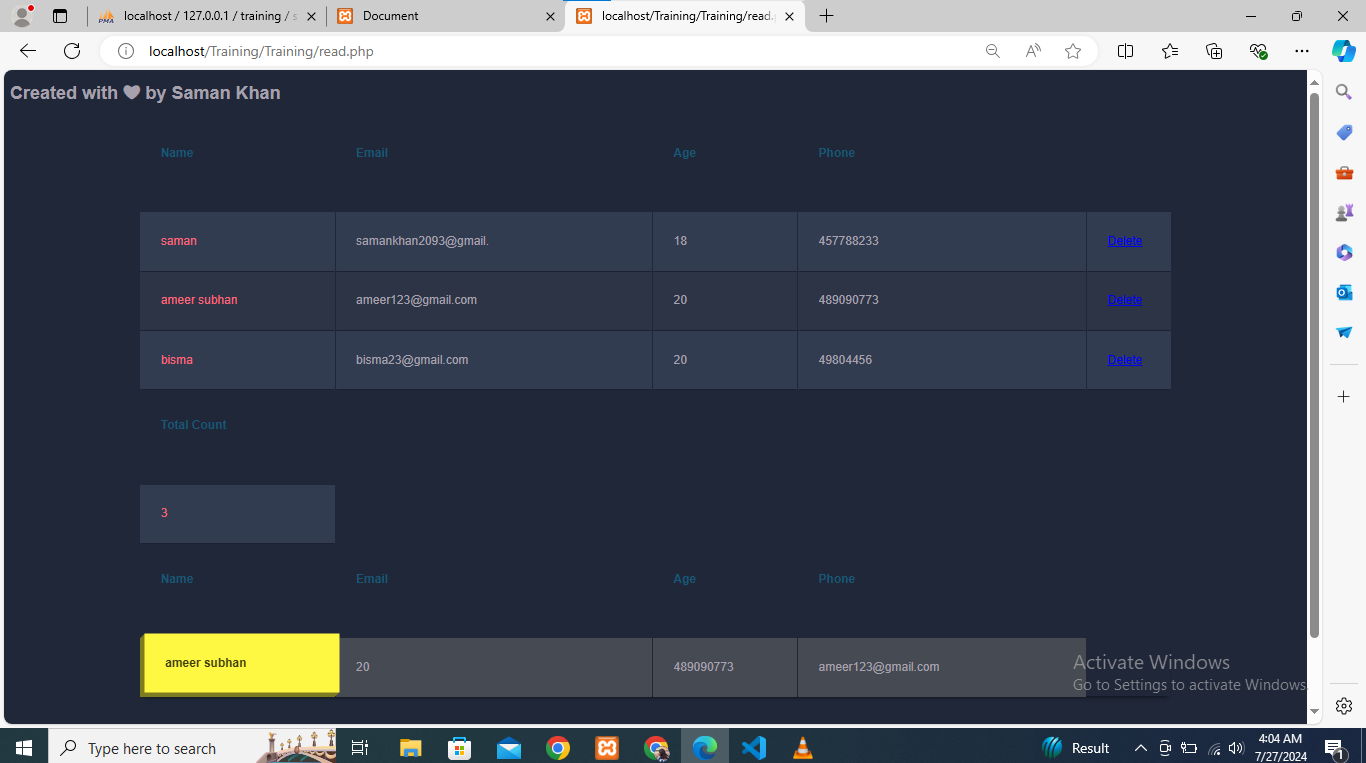 localhost / 127.0.0.1 / training / s
Document
localhost/Training/Training/read.
localhost/Training/Training/read.php
Created with ♥ by Saman Khan
Name Email Age Phone
saman samankhan2093@gmail. 18 457788233 Delete
ameer subhan ameer123@gmail.com 20 489090773 Delete
bisma bisma23@gmail.com 20 49804456 Delete
Total Count
3
Name Email Age Phone
ameer subhan 20 489090773 ameer123@gmail.com
Activate Windows
Go to Settings to activate Windows.
Type here to search
Result
4:04 AM
7/27/2024
1